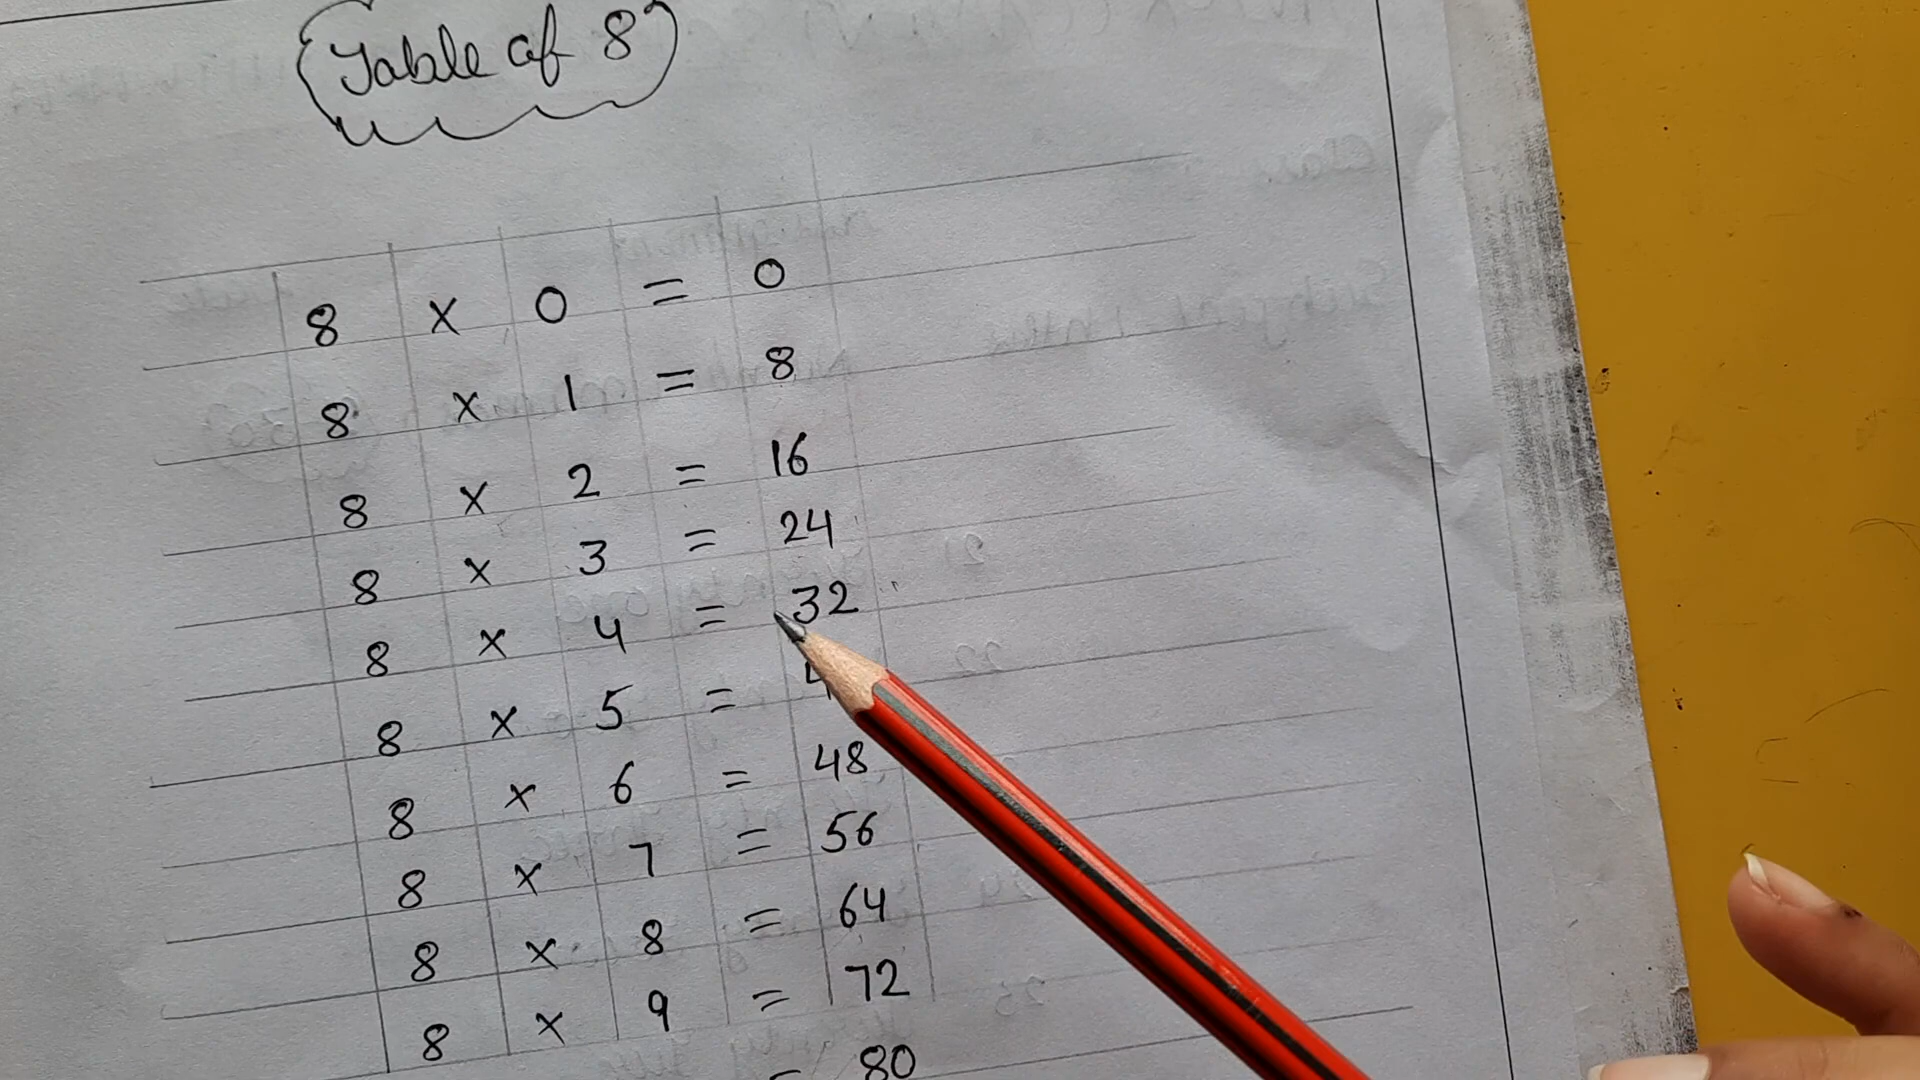 Table of 8
8 × 0 = 0
8 × 1 = 8
8 × 2 = 16
8 × 3 = 24
8 × 4 = 32
8 × 5 = 4
8 × 6 = 48
8 × 7 = 56
8 × 8 = 64
8 × 9 = 72
= 80